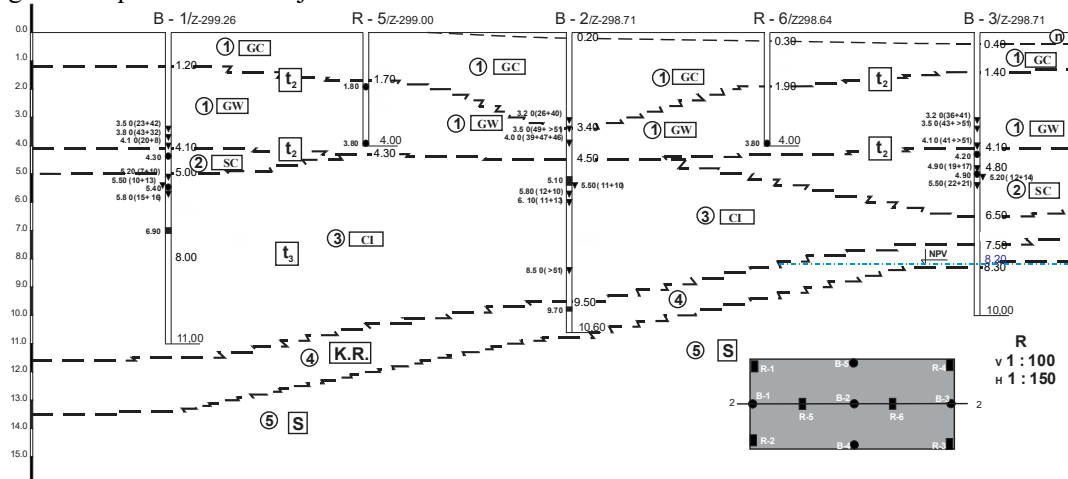 B - 1/Z-299.26
R - 5/Z-299.00
B - 2/Z-298.71
R - 6/Z298.64
B - 3/Z-298.71
0.0
1.0
2.0
3.0
4.0
5.0
6.0
7.0
8.0
9.0
10.0
11.0
12.0
13.0
14.0
15.0
1 GC
1.20
1 GW
3.5 0(23+42)
3.8 0(43+32)
4.1 0(20+8)
4.10
4.30
2 SC
5.20(7+10)
5.00
5.50 (10+13)
5.40
5.8 0(15+16)
6.90
8.00
11.00
t2
t2
t3
1.70
1.80
3.80
4.00
4.30
3 CI
4 K.R.
5 S
0.20
1 GC
1 GW
3.2 0(26+40)
3.40
3.5 0(49+ >51)
4.0 0(39+47+46)
4.50
5.10
5.50 (11+10)
5.80 (12+10)
6. 10( 11+13)
8.5 0( >51)
9.50
9.70
10.60
0.30
1 GC
1.90
1 GW
3.80
4.00
3 CI
4
5 S
t2
t2
n
0.40
1 GC
1.40
3.2 0(36+41)
3.5 0(43+ >51)
1 GW
4.1 0 (41+>51)
4.10
4.20
4.90 (19+17)
4.80
4.90
5.20 (12+14)
5.50 (22+21)
2 SC
6.50
7.50
NPV
8.20
8.30
10.00
R
V 1 : 100
H 1 : 150
R-1
B-5
R-4
2
B-1
B-2
B-3
2
R-5
R-6
R-2
B-4
R-3